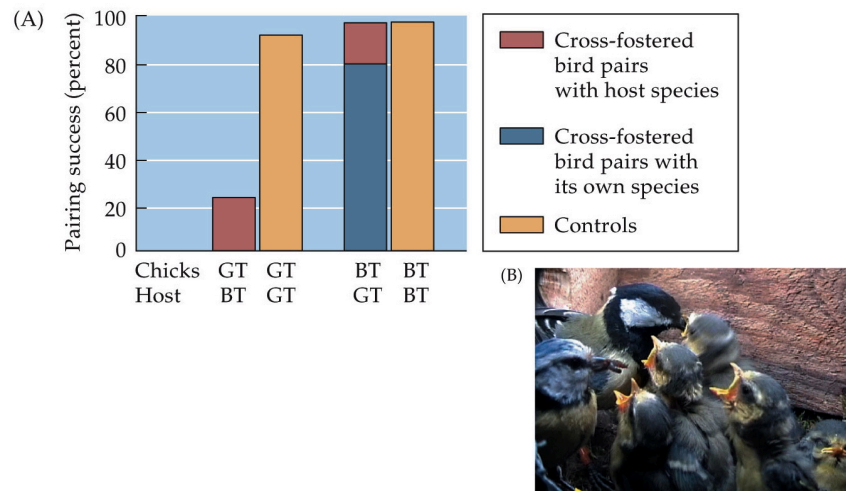 (A)
Pairing success (percent)
100
80
60
40
20
0
Chicks GT GT BT BT
Host BT GT GT BT
Cross-fostered
bird pairs
with host species
Cross-fostered
bird pairs with
its own species
Controls
(B)